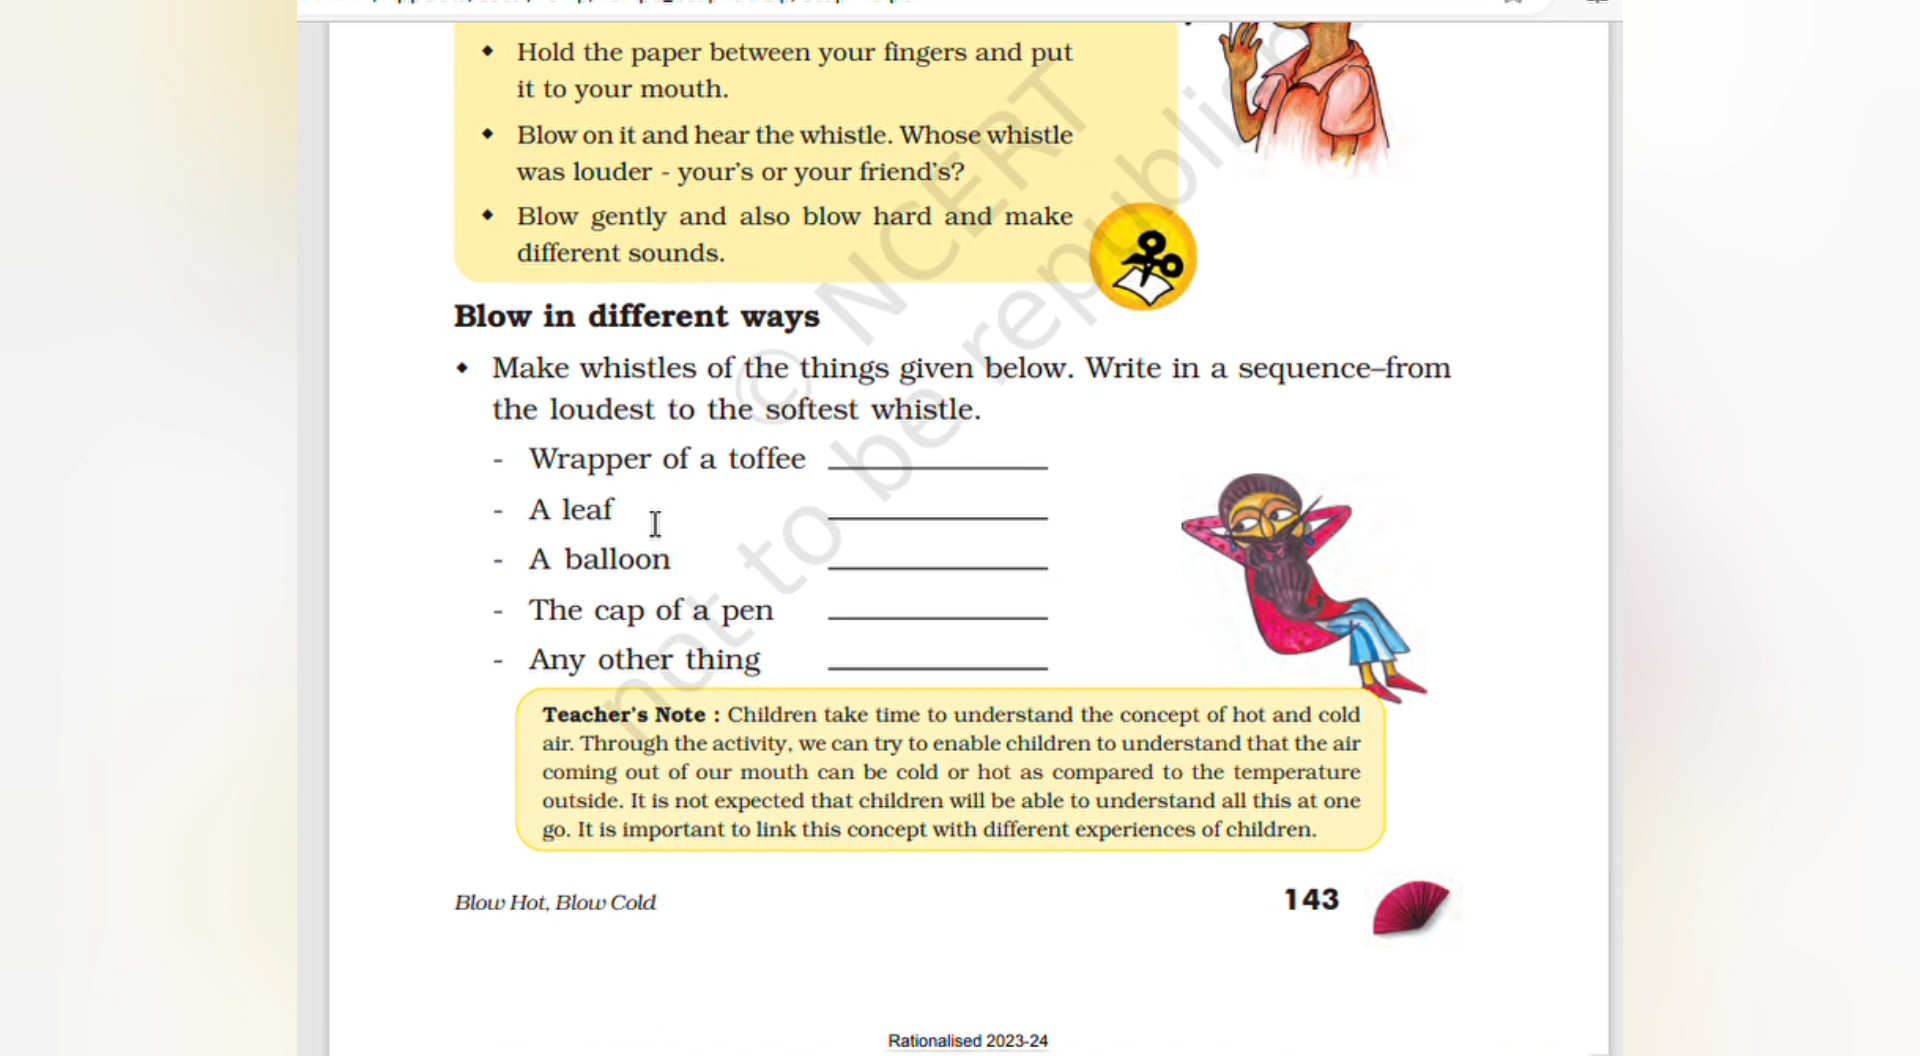 Hold the paper between your fingers and put
it to your mouth.
Blow on it and hear the whistle. Whose whistle
was louder - your's or your friend's?
Blow gently and also blow hard and make
different sounds.
Blow in different ways
Make whistles of the things given below. Write in a sequence–from
the loudest to the softest whistle.
- Wrapper of a toffee
- A leaf
- A balloon
- The cap of a pen
- Any other thing
Teacher's Note : Children take time to understand the concept of hot and cold
air. Through the activity, we can try to enable children to understand that the air
coming out of our mouth can be cold or hot as compared to the temperature
outside. It is not expected that children will be able to understand all this at one
go. It is important to link this concept with different experiences of children.
Blow Hot, Blow Cold
143
Rationalised 2023-24
© NCERT
not to be